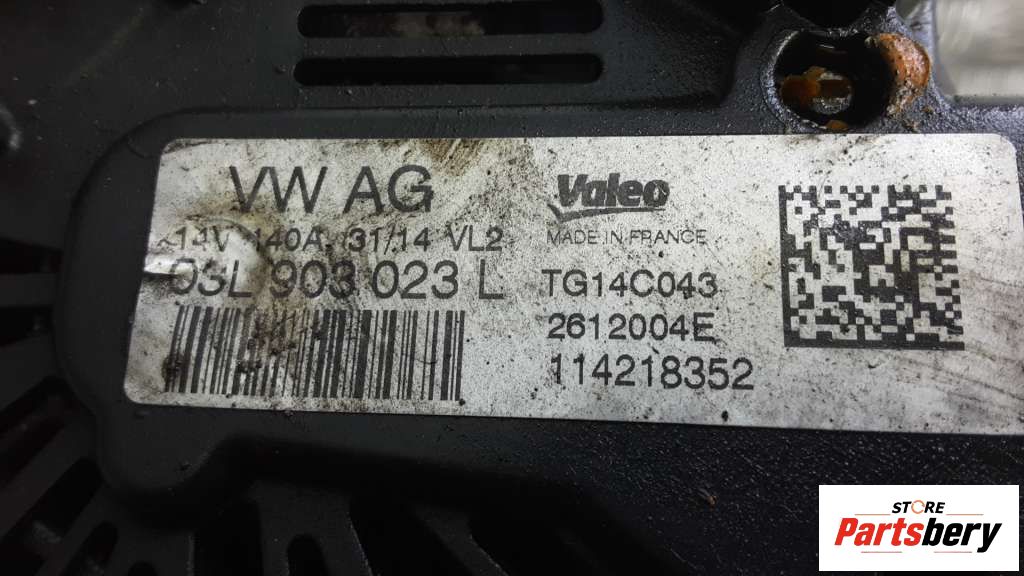 VW AG
14V 140A 31/14 VL2
03L 903 023 L
Valeo
MADE IN FRANCE
TG14C043
2612004E
114218352
STORE
Partsbery